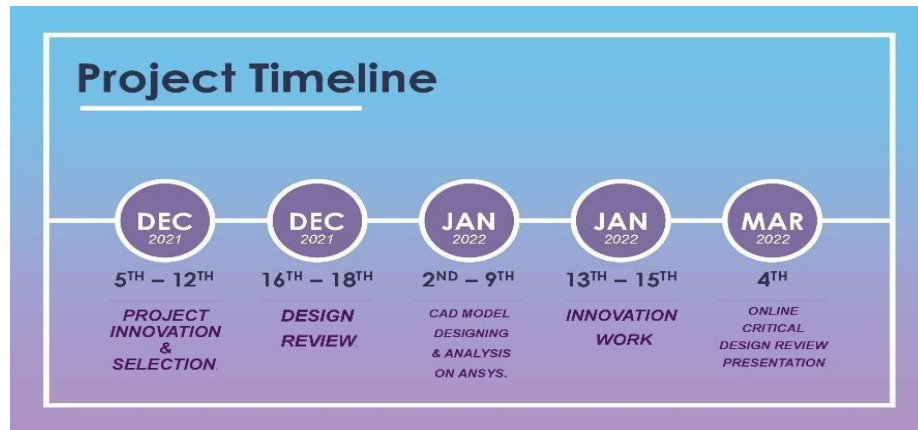 Project Timeline
DEC
2021
5TH – 12TH
PROJECT
INNOVATION
&
SELECTION.
DEC
2021
16TH – 18TH
DESIGN
REVIEW.
JAN
2022
2ND – 9TH
CAD MODEL
DESIGNING
& ANALYSIS
ON ANSYS.
JAN
2022
13TH – 15TH
INNOVATION
WORK
MAR
2022
4TH
ONLINE
CRITICAL
DESIGN REVIEW
PRESENTATION